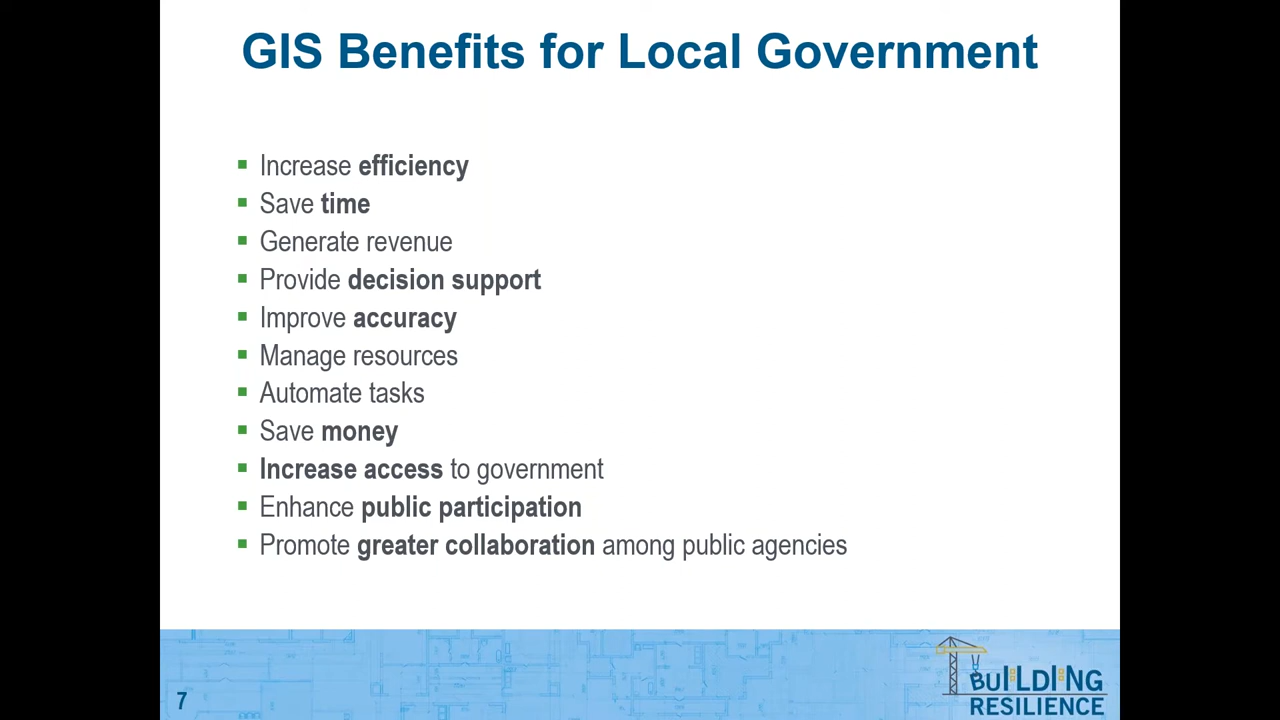 GIS Benefits for Local Government
Increase efficiency
Save time
Generate revenue
Provide decision support
Improve accuracy
Manage resources
Automate tasks
Save money
Increase access to government
Enhance public participation
Promote greater collaboration among public agencies
7
BUILDING
RESILIENCE